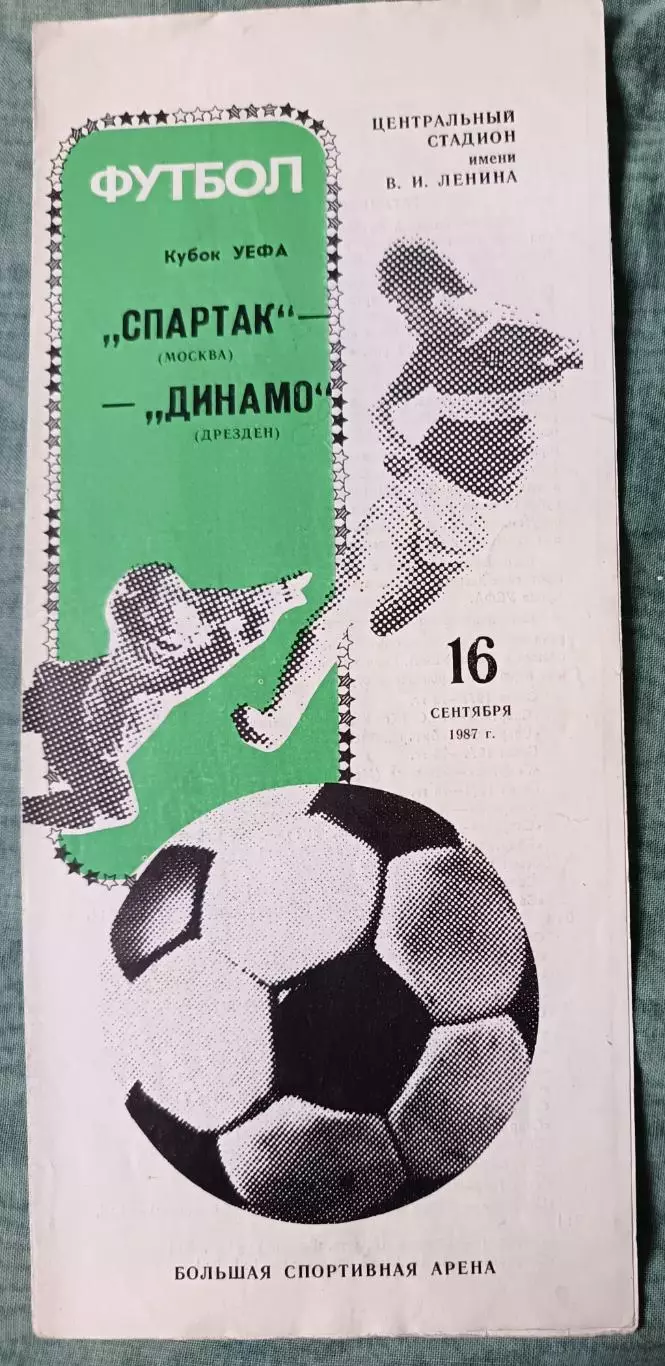 ЦЕНТРАЛЬНЫЙ
СТАДИОН
имени
В. И. ЛЕНИНА
ФУТБОЛ
Кубок УЕФА
„СПАРТАК“—
(МОСКВА)
— „ДИНАМО“
(ДРЕЗДЕН)
16
СЕНТЯБРЯ
1987 г.
БОЛЬШАЯ СПОРТИВНАЯ АРЕНА